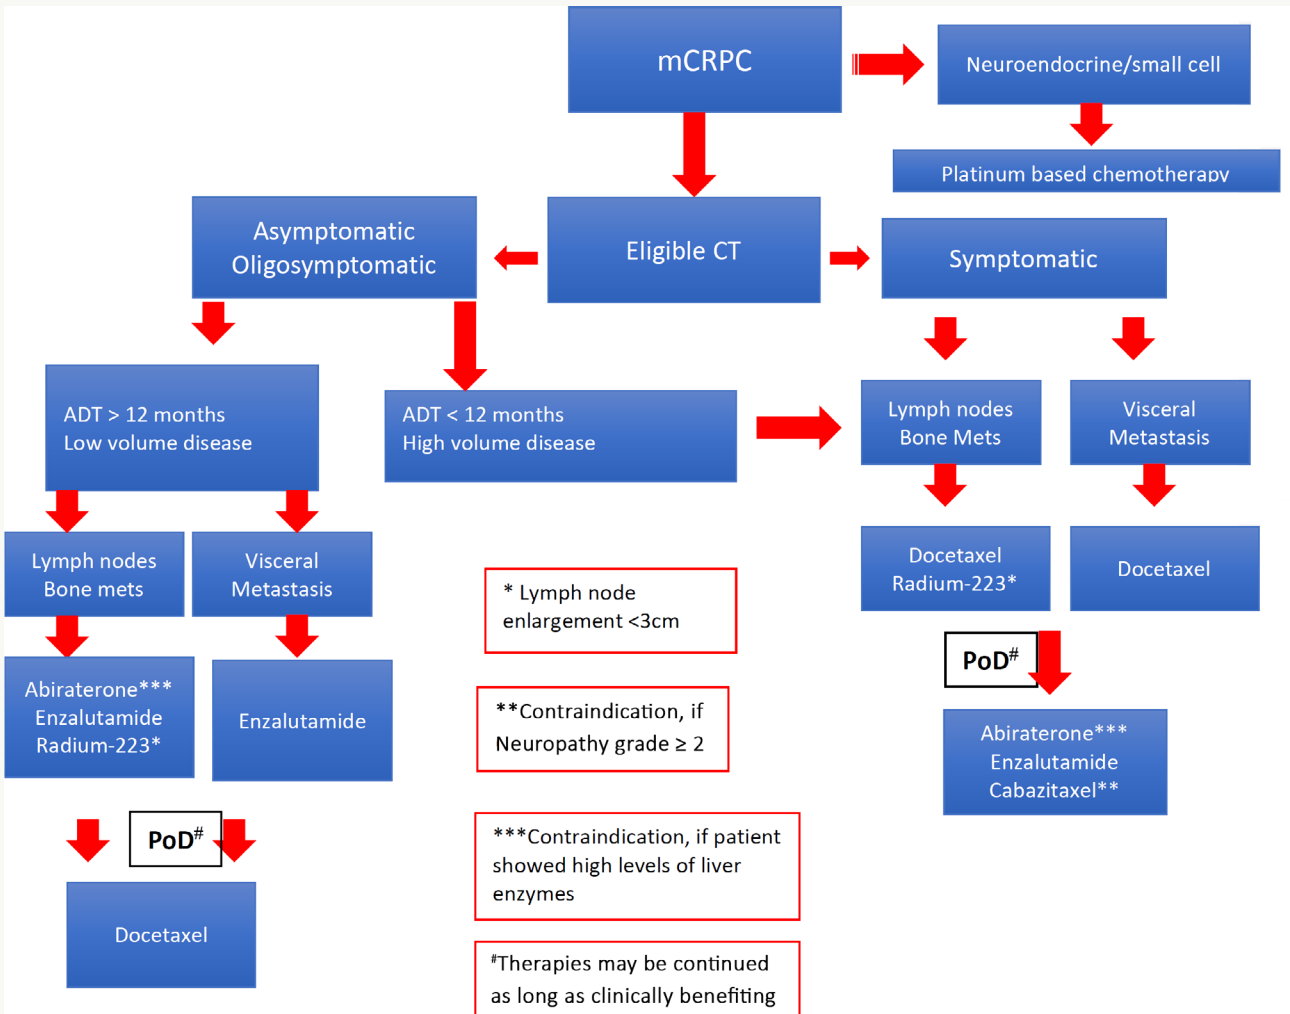 mCRPC
Neuroendocrine/small cell
Platinum based chemotherapy
Asymptomatic
Oligosymptomatic
Eligible CT
Symptomatic
ADT > 12 months
Low volume disease
ADT < 12 months
High volume disease
Lymph nodes
Bone Mets
Visceral
Metastasis
Lymph nodes
Bone mets
Visceral
Metastasis
Docetaxel
Radium-223*
Docetaxel
* Lymph node
enlargement <3cm
PoD#
Abiraterone***
Enzalutamide
Radium-223*
Enzalutamide
**Contraindication, if
Neuropathy grade ≥ 2
Abiraterone***
Enzalutamide
Cabazitaxel**
PoD#
***Contraindication, if patient
showed high levels of liver
enzymes
Docetaxel
#Therapies may be continued
as long as clinically benefiting